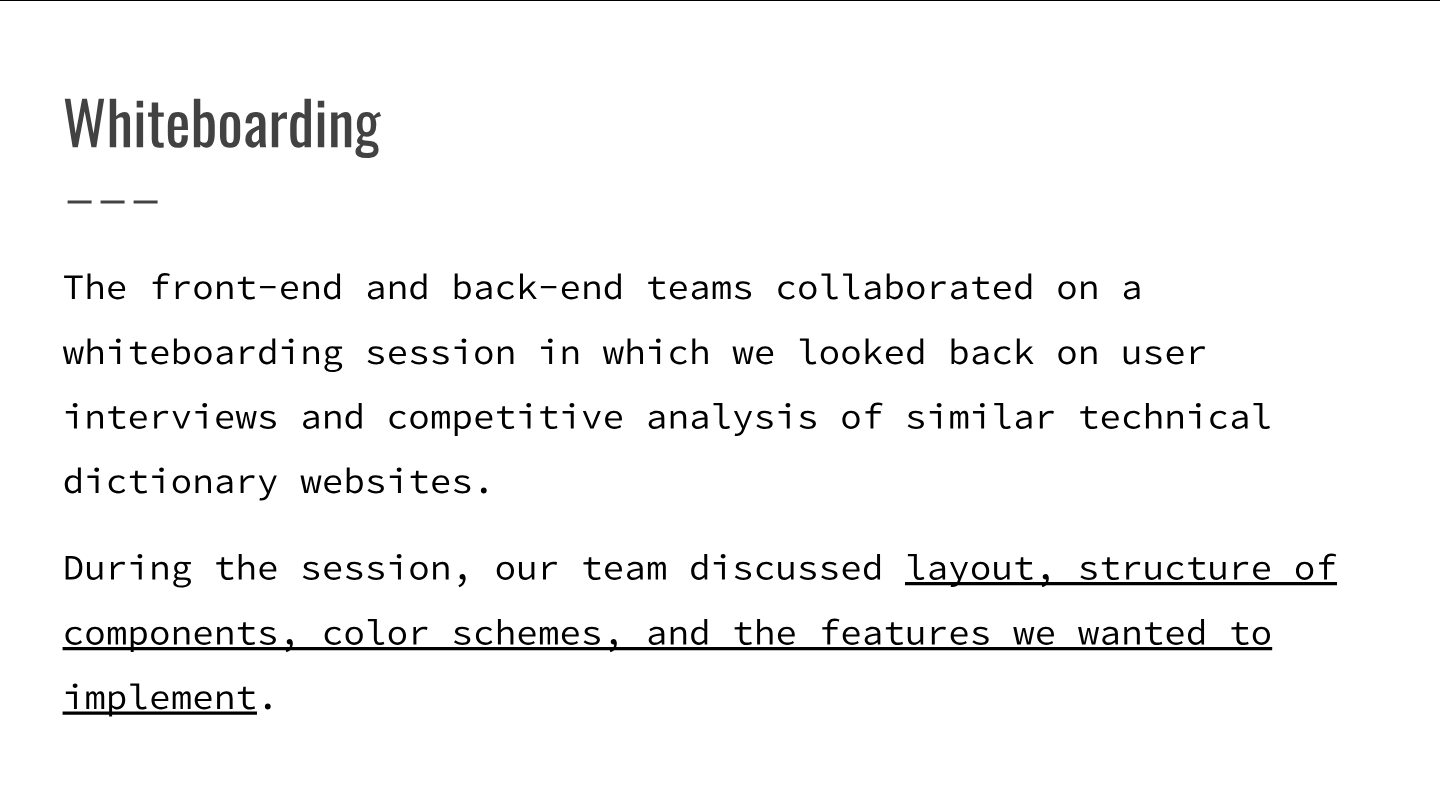 Whiteboarding
———
The front-end and back-end teams collaborated on a
whiteboarding session in which we looked back on user
interviews and competitive analysis of similar technical
dictionary websites.
During the session, our team discussed layout, structure of
components, color schemes, and the features we wanted to
implement.